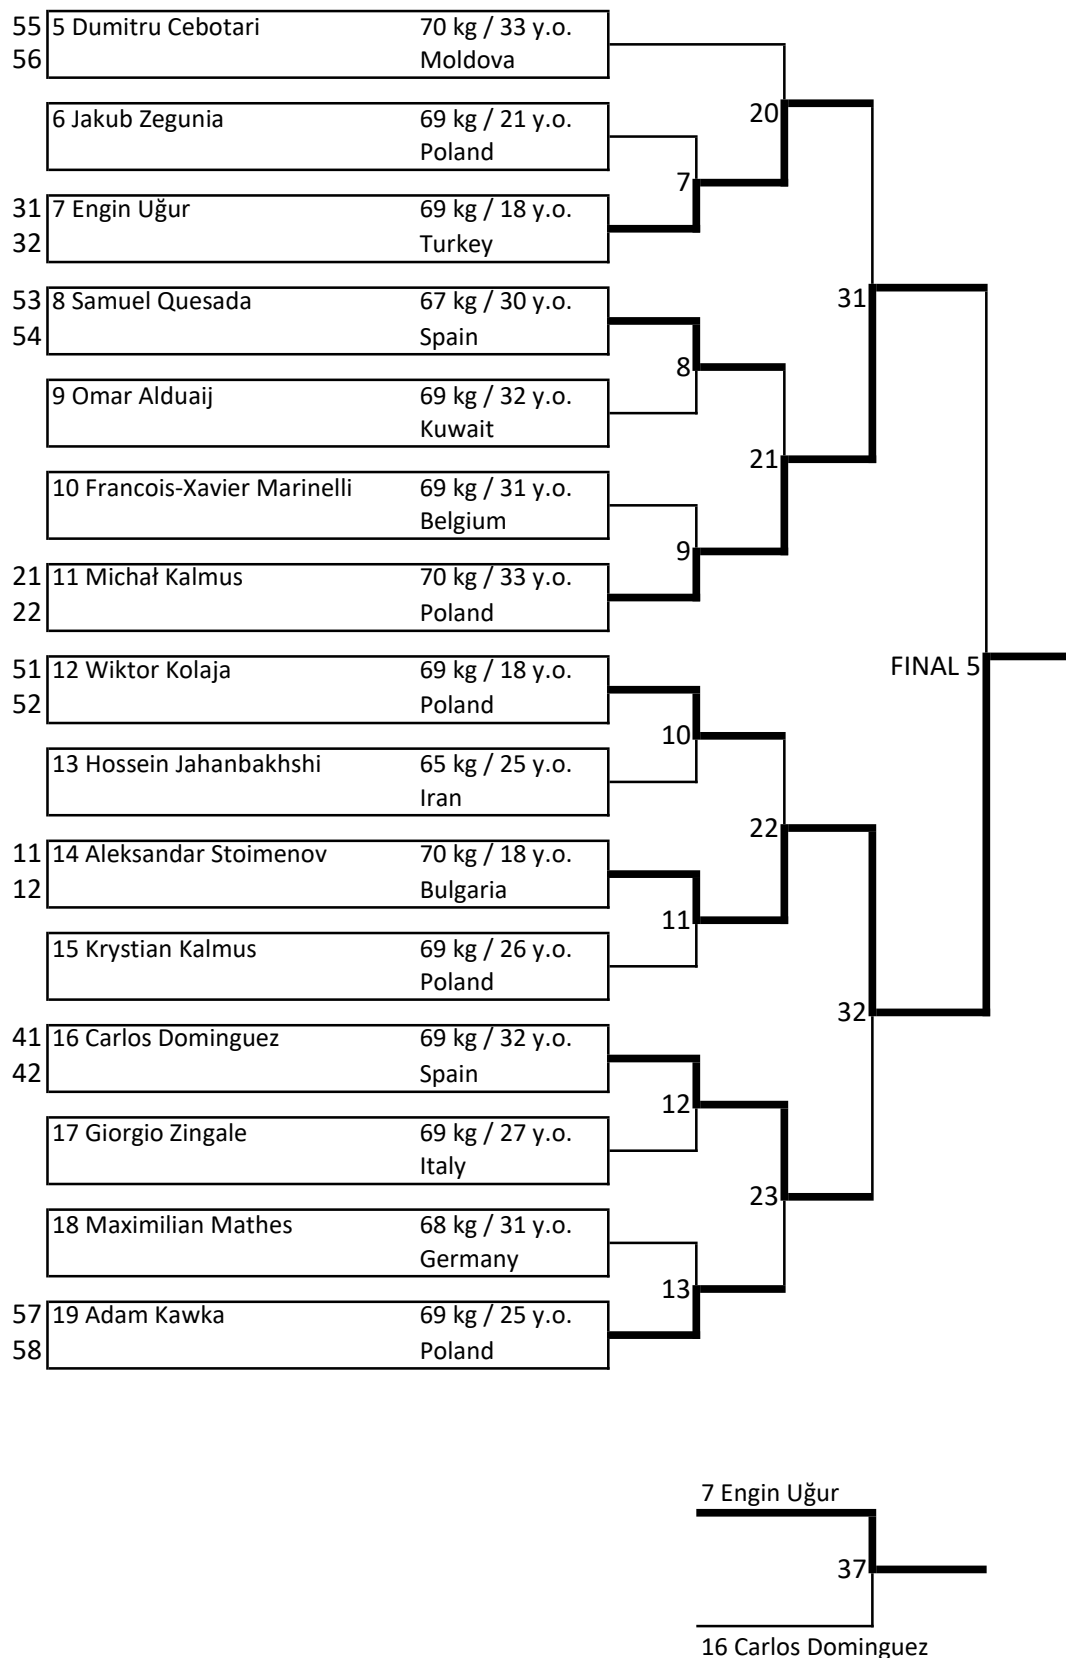 55 5 Dumitru Cebotari 70 kg / 33 y.o.
56 Moldova
20
6 Jakub Zegunia 69 kg / 21 y.o.
Poland
7
31 7 Engin Uğur 69 kg / 18 y.o.
32 Turkey
53 8 Samuel Quesada 67 kg / 30 y.o.
31
54 Spain
8
9 Omar Alduaij 69 kg / 32 y.o.
Kuwait
21
10 Francois-Xavier Marinelli 69 kg / 31 y.o.
Belgium
9
21 11 Michał Kalmus 70 kg / 33 y.o.
22 Poland
51 12 Wiktor Kolaja 69 kg / 18 y.o.
FINAL 5
52 Poland
10
13 Hossein Jahanbakhshi 65 kg / 25 y.o.
Iran
22
11 14 Aleksandar Stoimenov 70 kg / 18 y.o.
12 Bulgaria
11
15 Krystian Kalmus 69 kg / 26 y.o.
Poland
32
41 16 Carlos Dominguez 69 kg / 32 y.o.
42 Spain
12
17 Giorgio Zingale 69 kg / 27 y.o.
Italy
23
18 Maximilian Mathes 68 kg / 31 y.o.
Germany
13
57 19 Adam Kawka 69 kg / 25 y.o.
58 Poland
7 Engin Uğur
37
16 Carlos Dominguez